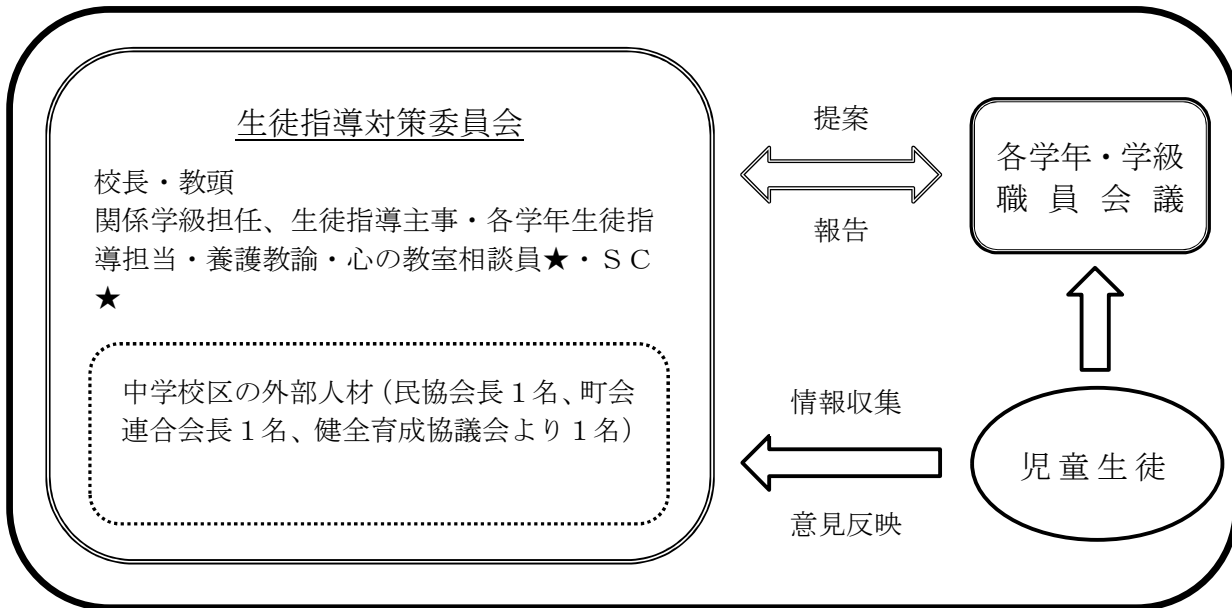 生徒指導対策委員会
校長・教頭
関係学級担任、生徒指導主事・各学年生徒指
導担当・養護教諭・心の教室相談員★・ＳＣ
★
中学校区の外部人材（民協会長１名、町会
連合会長１名、健全育成協議会より１名）
提案
報告
各学年・学級
職員会議
情報収集
意見反映
児童生徒